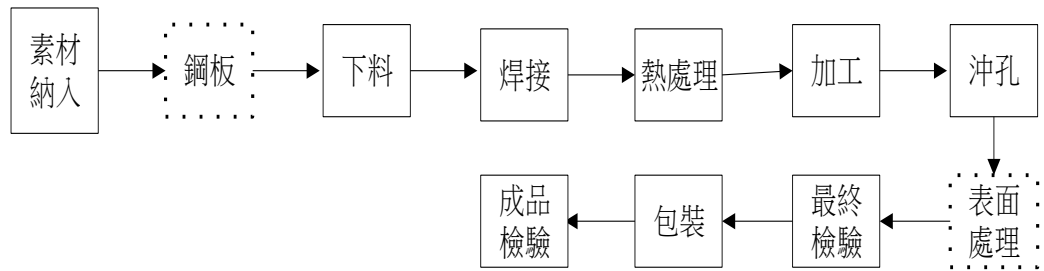 素材
納入
鋼板
下料
焊接
熱處理
加工
沖孔
表面
處理
最終
檢驗
包裝
成品
檢驗